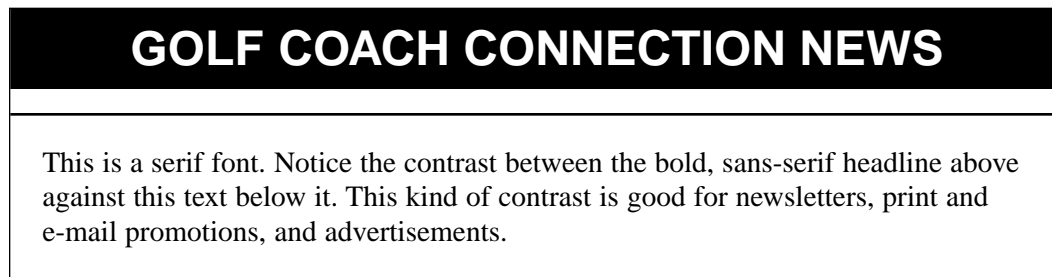 GOLF COACH CONNECTION NEWS
This is a serif font. Notice the contrast between the bold, sans-serif headline above
against this text below it. This kind of contrast is good for newsletters, print and
e-mail promotions, and advertisements.